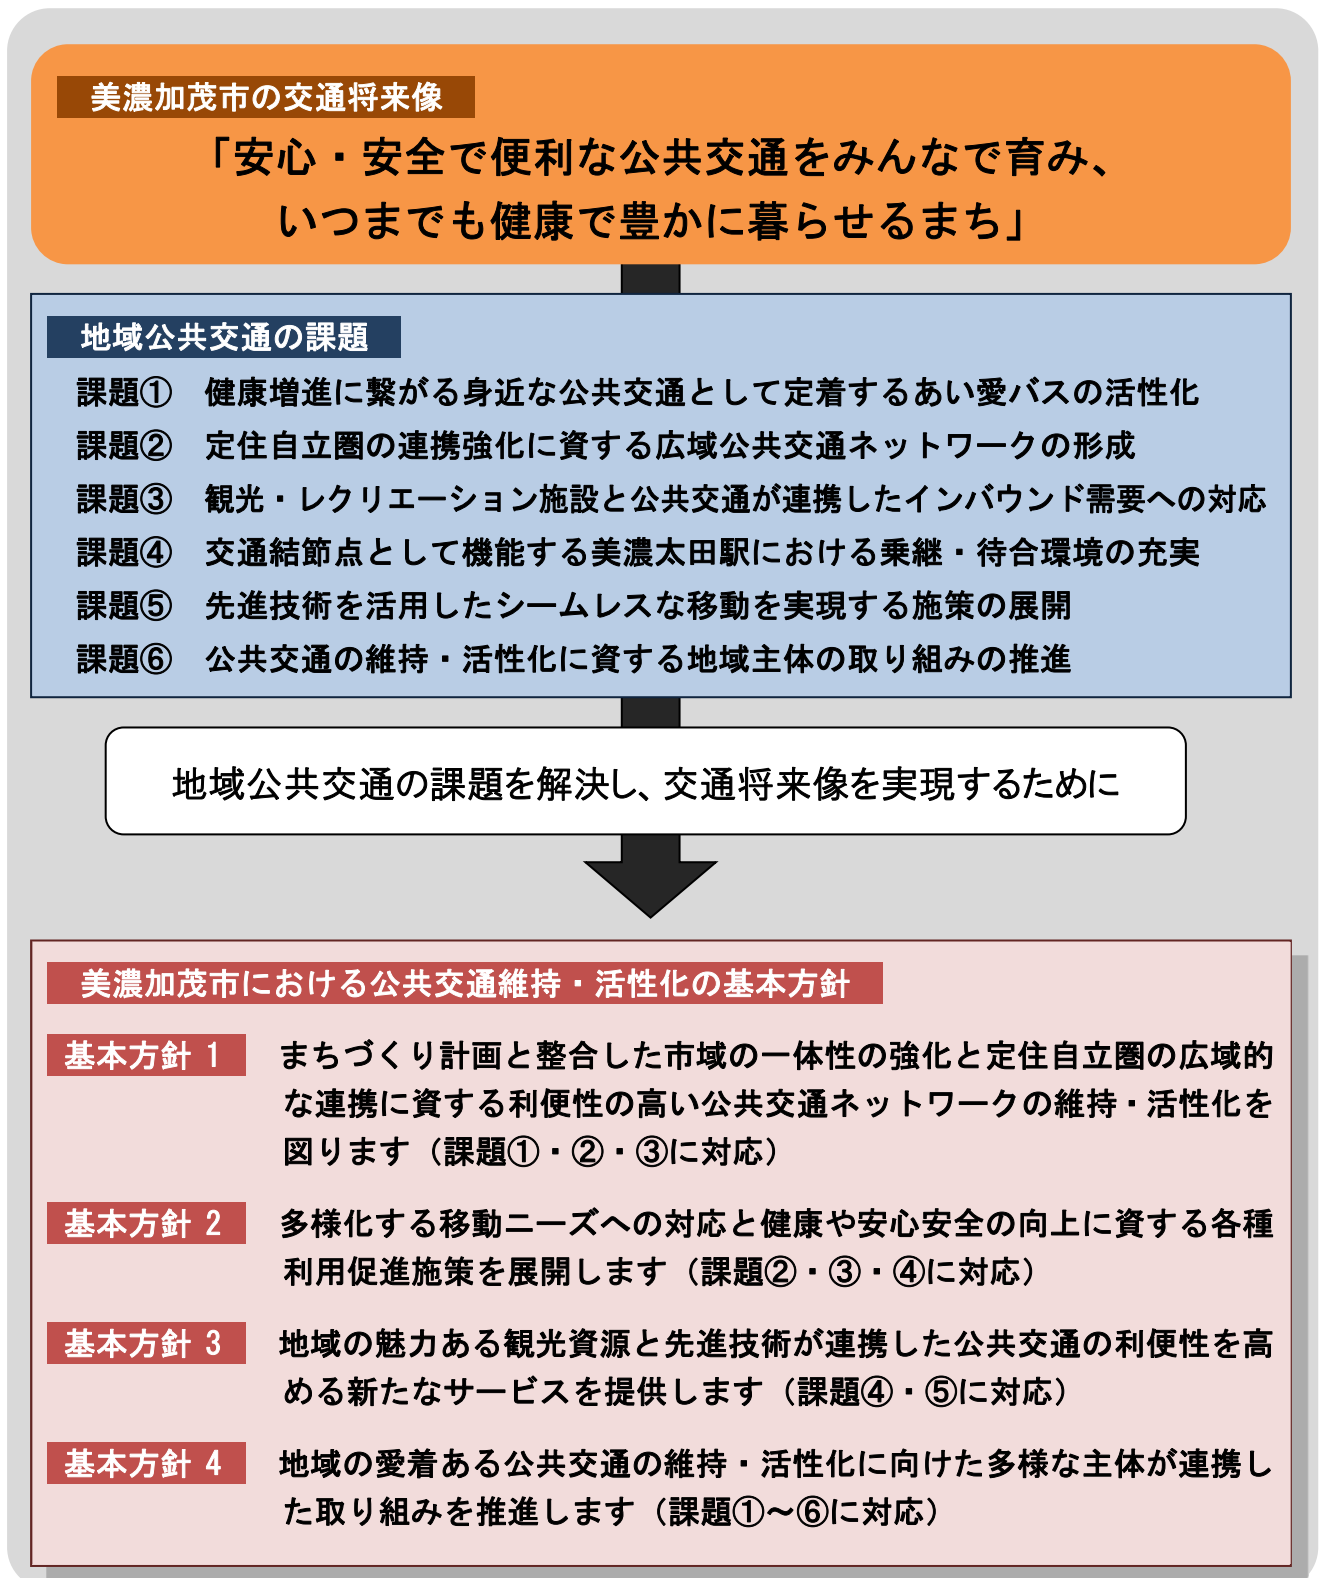 美濃加茂市の交通将来像
「安心・安全で便利な公共交通をみんなで育み、
いつまでも健康で豊かに暮らせるまち」
地域公共交通の課題
課題① 健康増進に繋がる身近な公共交通として定着するあい愛バスの活性化
課題② 定住自立圏の連携強化に資する広域公共交通ネットワークの形成
課題③ 観光・レクリエーション施設と公共交通が連携したインバウンド需要への対応
課題④ 交通結節点として機能する美濃太田駅における乗継・待合環境の充実
課題⑤ 先進技術を活用したシームレスな移動を実現する施策の展開
課題⑥ 公共交通の維持・活性化に資する地域主体の取り組みの推進
地域公共交通の課題を解決し、交通将来像を実現するために
美濃加茂市における公共交通維持・活性化の基本方針
基本方針 1 まちづくり計画と整合した市域の一体性の強化と定住自立圏の広域的
な連携に資する利便性の高い公共交通ネットワークの維持・活性化を
図ります（課題①・②・③に対応）
基本方針 2 多様化する移動ニーズへの対応と健康や安心安全の向上に資する各種
利用促進施策を展開します（課題②・③・④に対応）
基本方針 3 地域の魅力ある観光資源と先進技術が連携した公共交通の利便性を高
める新たなサービスを提供します（課題④・⑤に対応）
基本方針 4 地域の愛着ある公共交通の維持・活性化に向けた多様な主体が連携し
た取り組みを推進します（課題①～⑥に対応）